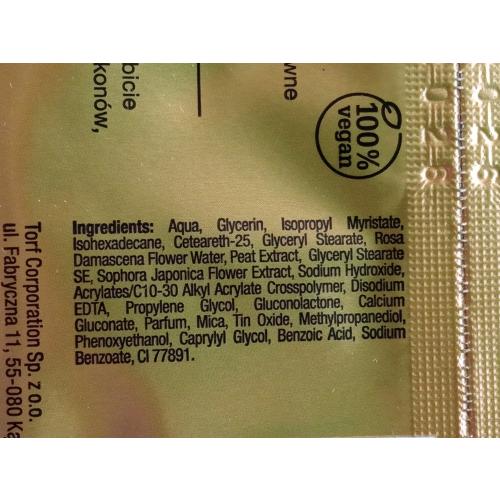 Ingredients: Aqua, Glycerin, Isopropyl Myristate,
Isohexadecane, Ceteareth-25, Glyceryl Stearate, Rosa
Damascena Flower Water, Peat Extract, Glyceryl Stearate
SE, Sophora Japonica Flower Extract, Sodium Hydroxide,
Acrylates/C10-30 Alkyl Acrylate Crosspolymer, Disodium
EDTA, Propylene Glycol, Gluconolactone, Calcium
Gluconate, Parfum, Mica, Tin Oxide, Methylpropanediol,
Phenoxyethanol, Caprylyl Glycol, Benzoic Acid, Sodium
Benzoate, CI 77891.
100%
vegan
wne
bicie
konów,
Torf Corporation Sp. z o.o.
ul. Fabryczna 11, 55-080 Ką